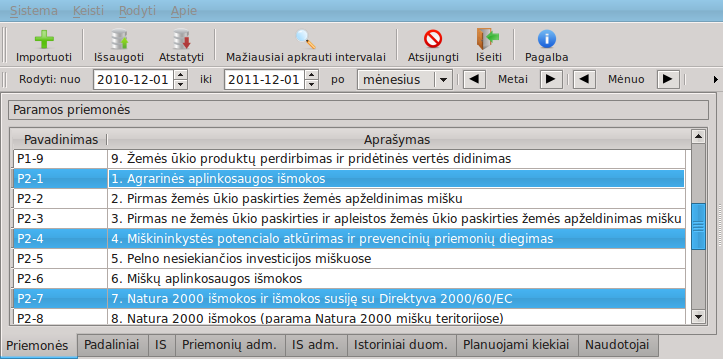 Sistema Keisti Rodyti Apie
Importuoti Išsaugoti Atstatyti Mažiausiai apkrauti intervalai Atsijungti Išeiti Pagalba
Rodyti: nuo 2010-12-01 iki 2011-12-01 po mėnesius Metai Mėnuo
Paramos priemonės
Pavadinimas Aprašymas
P1-9 9. Žemės ūkio produktų perdirbimas ir pridėtinės vertės didinimas
P2-1 1. Agrarinės aplinkosaugos išmokos
P2-2 2. Pirmas žemės ūkio paskirties žemės apželdinimas mišku
P2-3 3. Pirmas ne žemės ūkio paskirties ir apleistos žemės ūkio paskirties žemės apželdinimas mišku
P2-4 4. Miškininkystės potencialo atkūrimas ir prevencinių priemonių diegimas
P2-5 5. Pelno nesiekiančios investicijos miškuose
P2-6 6. Miškų aplinkosaugos išmokos
P2-7 7. Natura 2000 išmokos ir išmokos susiję su Direktyva 2000/60/EC
P2-8 8. Natura 2000 išmokos (parama Natura 2000 miškų teritorijose)
Priemonės Padaliniai IS Priemonių adm. IS adm. Istoriniai duom. Planuojami kiekiai Naudotojai